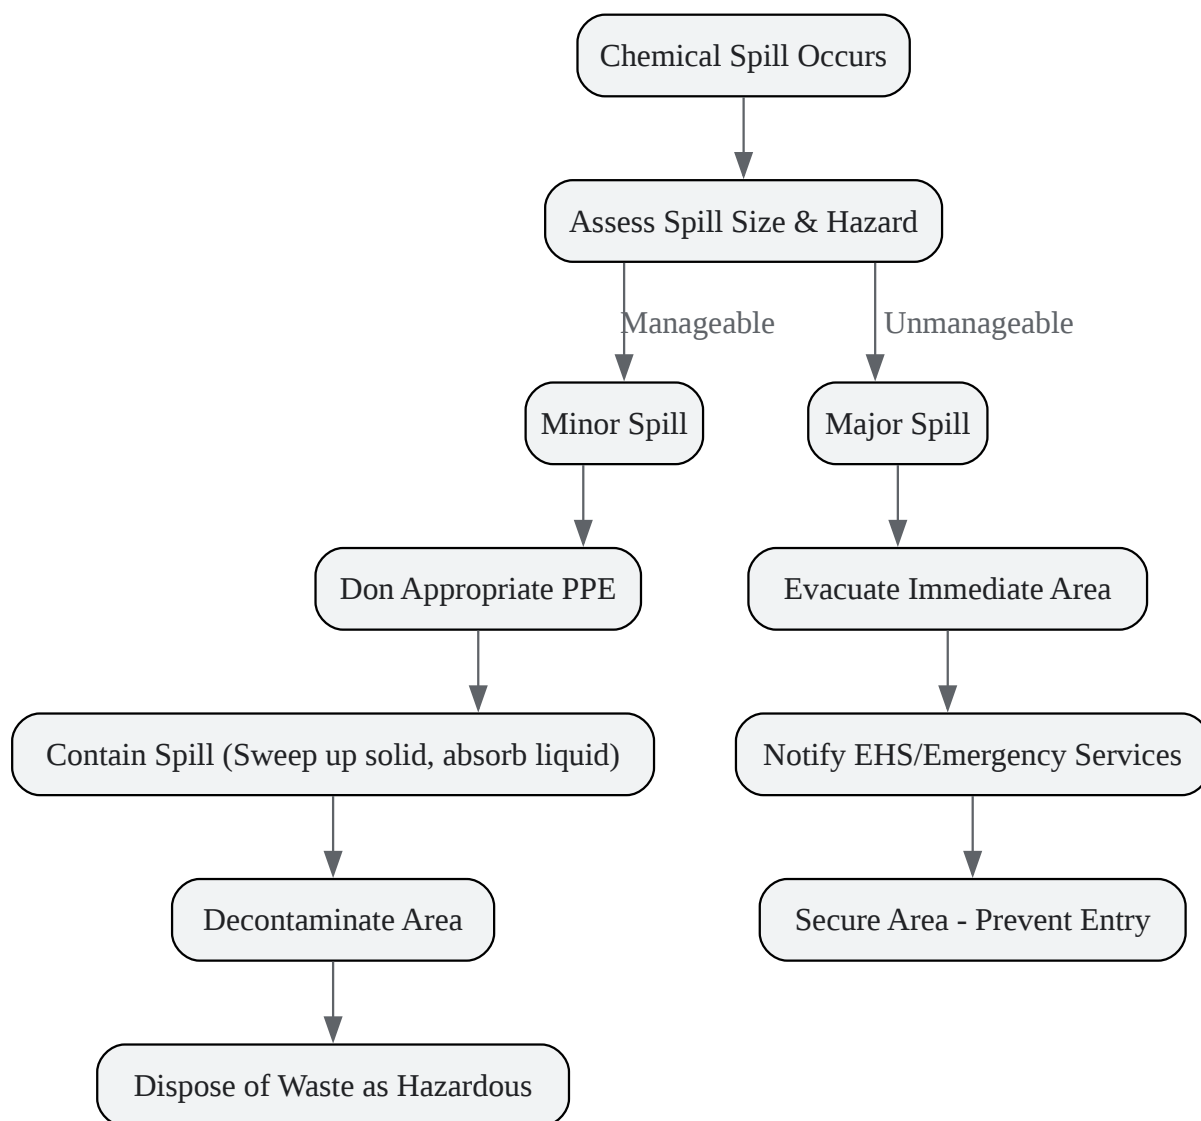 Chemical Spill Occurs
Assess Spill Size & Hazard
Manageable
Unmanageable
Minor Spill
Major Spill
Don Appropriate PPE
Evacuate Immediate Area
Contain Spill (Sweep up solid, absorb liquid)
Notify EHS/Emergency Services
Decontaminate Area
Secure Area - Prevent Entry
Dispose of Waste as Hazardous